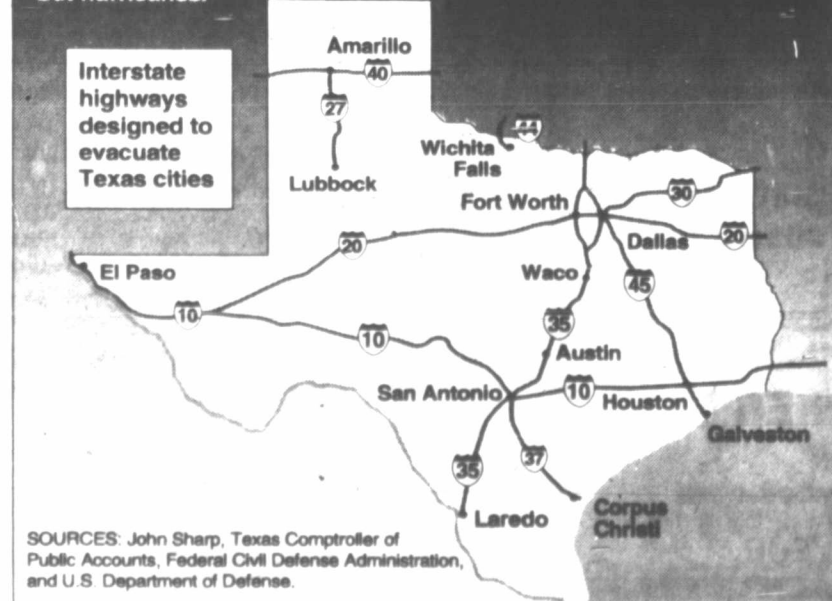 hurricanes.
Interstate
highways
designed to
evacuate
Texas cities
Amarillo
40
27
Lubbock
Wichita
Falls
44
Fort Worth
30
20
Dallas
20
El Paso
Waco
45
10
35
10
Austin
San Antonio
10
Houston
Galveston
35
37
Laredo
Corpus
Christi
SOURCES: John Sharp, Texas Comptroller of
Public Accounts, Federal Civil Defense Administration,
and U.S. Department of Defense.